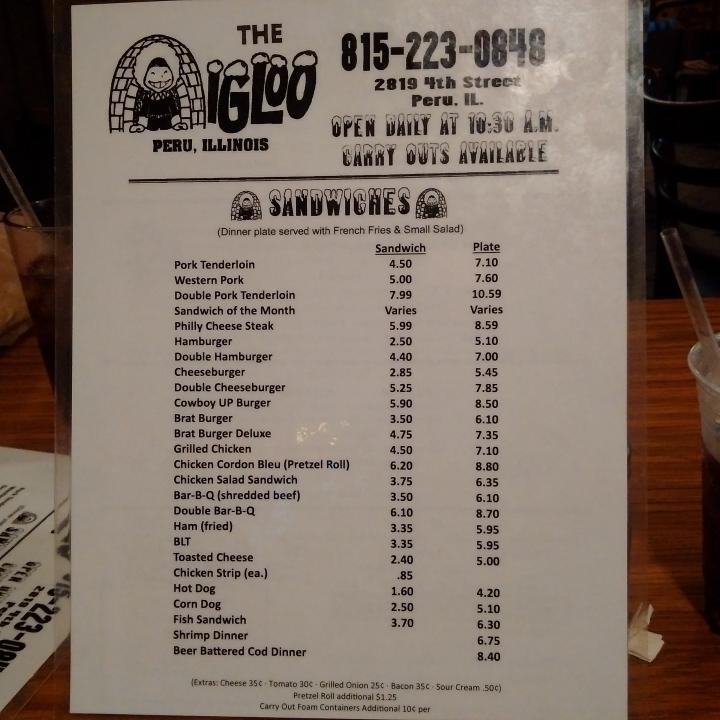 THE
IGLOO
PERU, ILLINOIS
815-223-0848
2819 4th Street
Peru. IL.
OPEN DAILY AT 10:30 A.M.
CARRY OUTS AVAILABLE
SANDWICHES
(Dinner plate served with French Fries & Small Salad)
Sandwich Plate
Pork Tenderloin 4.50 7.10
Western Pork 5.00 7.60
Double Pork Tenderloin 7.99 10.59
Sandwich of the Month Varies Varies
Philly Cheese Steak 5.99 8.59
Hamburger 2.50 5.10
Double Hamburger 4.40 7.00
Cheeseburger 2.85 5.45
Double Cheeseburger 5.25 7.85
Cowboy UP Burger 5.90 8.50
Brat Burger 3.50 6.10
Brat Burger Deluxe 4.75 7.35
Grilled Chicken 4.50 7.10
Chicken Cordon Bleu (Pretzel Roll) 6.20 8.80
Chicken Salad Sandwich 3.75 6.35
Bar-B-Q (shredded beef) 3.50 6.10
Double Bar-B-Q 6.10 8.70
Ham (fried) 3.35 5.95
BLT 3.35 5.95
Toasted Cheese 2.40 5.00
Chicken Strip (ea.) .85
Hot Dog 1.60 4.20
Corn Dog 2.50 5.10
Fish Sandwich 3.70 6.30
Shrimp Dinner 6.75
Beer Battered Cod Dinner 8.40
(Extras: Cheese 35¢ · Tomato 30¢ · Grilled Onion 25¢ · Bacon 35¢ · Sour Cream .50¢)
Pretzel Roll additional $1.25
Carry Out Foam Containers Additional 10¢ per